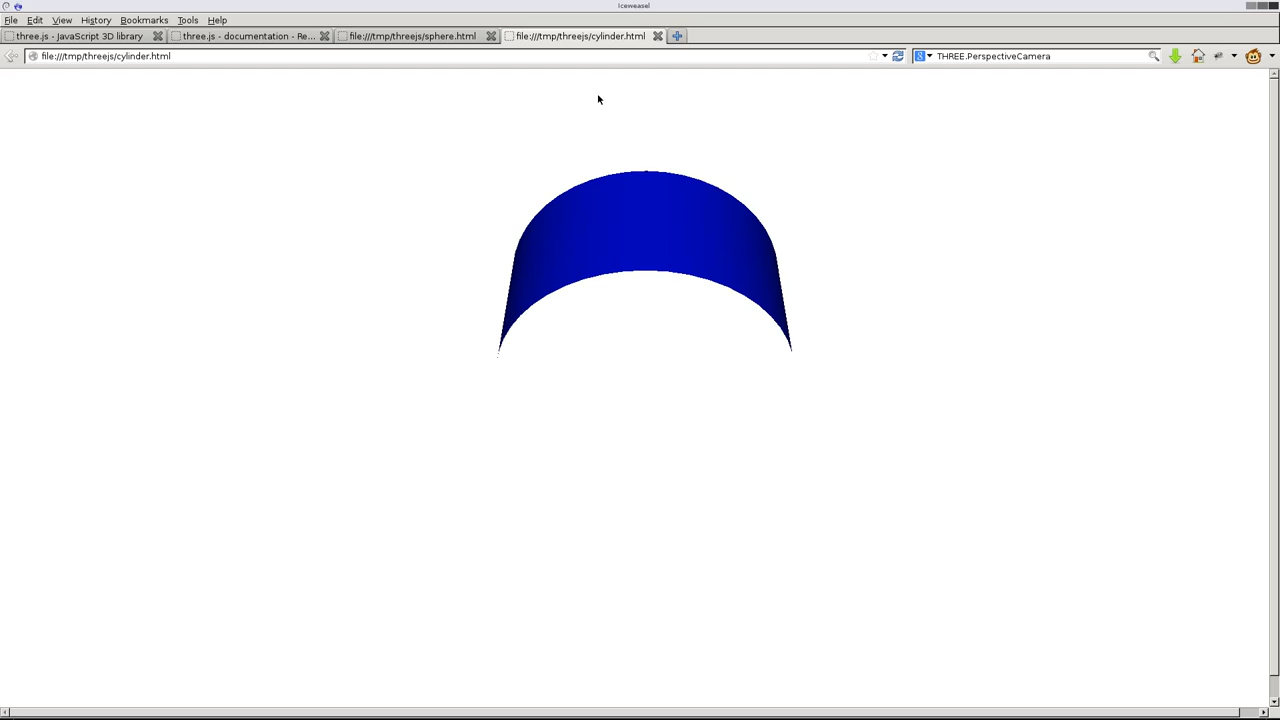 Iceweasel
File Edit View History Bookmarks Tools Help
three.js - JavaScript 3D library three.js - documentation - Re... file:///tmp/threejs/sphere.html file:///tmp/threejs/cylinder.html
file:///tmp/threejs/cylinder.html THREE.PerspectiveCamera